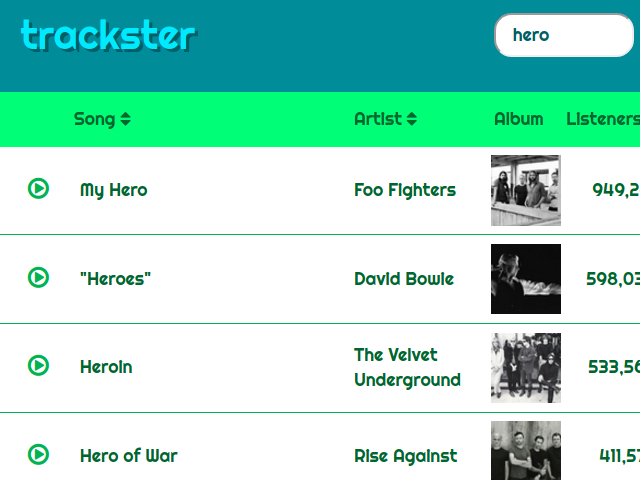 trackster
hero
Song Artist Album Listeners
My Hero Foo Fighters 949,2
"Heroes" David Bowie 598,03
Heroin The Velvet Underground 533,56
Hero of War Rise Against 411,57